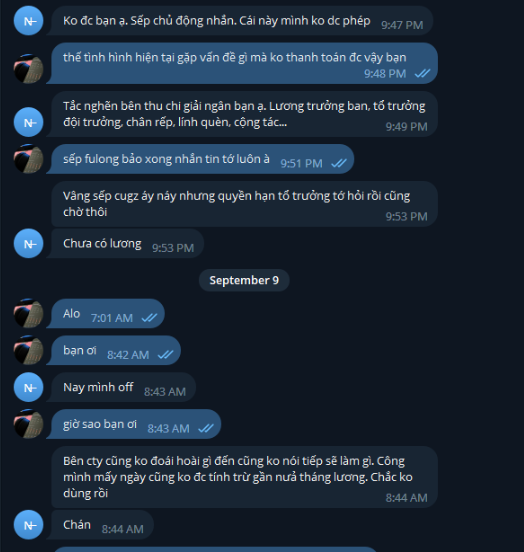 N̶ Ko đc bạn ạ. Sếp chủ động nhắn. Cái này mình ko dc phép 9:47 PM
thế tình hình hiện tại gặp vấn đề gì mà ko thanh toán đc vậy bạn
9:48 PM
Tắc nghẽn bên thu chi giải ngân bạn ạ. Lương trưởng ban, tổ trưởng
N̶ đội trưởng, chân rếp, lính quèn, cộng tác...
9:49 PM
sếp fulong bảo xong nhắn tin tớ luôn à 9:51 PM
Vâng sếp cugz áy náy nhưng quyền hạn tổ trưởng tớ hỏi rồi cũng
chờ thôi
9:53 PM
N̶ Chưa có lương 9:53 PM
September 9
Alo 7:01 AM
bạn ơi 8:42 AM
N̶ Nay mình off 8:43 AM
giờ sao bạn ơi 8:43 AM
Bên cty cũng ko đoái hoài gì đến cũng ko nói tiếp sẽ làm gì. Công
mình mấy ngày cũng ko đc tính trừ gần nưả tháng lương. Chắc ko
dùng rồi
8:44 AM
N̶ Chán 8:44 AM